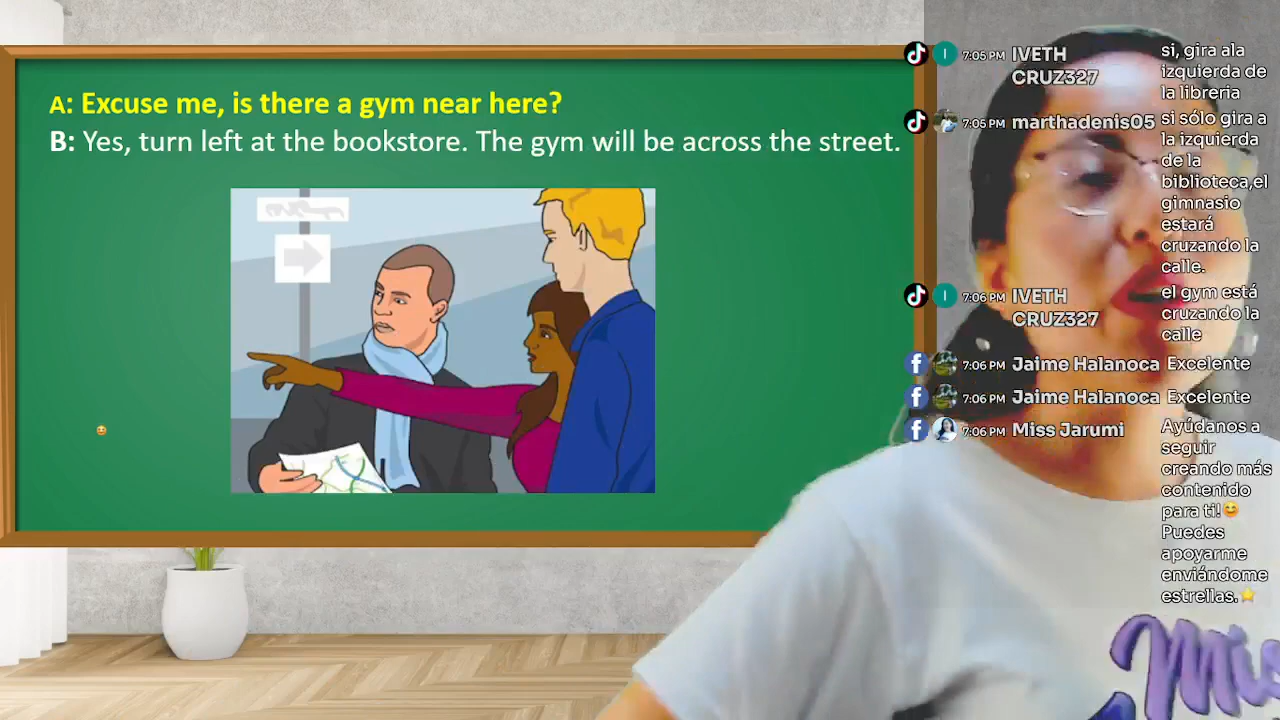 A: Excuse me, is there a gym near here?
B: Yes, turn left at the bookstore. The gym will be across the street.
7:05 PM IVETH
CRUZ327
si, gira ala
izquierda de
la libreria
7:05 PM marthadenis05
si sólo gira a
la izquierda
de la
biblioteca,el
gimnasio
estará
cruzando la
calle.
7:06 PM IVETH
CRUZ327
el gym está
cruzando la
calle
7:06 PM Jaime Halanoca Excelente
7:06 PM Jaime Halanoca Excelente
7:06 PM Miss Jarumi
Ayúdanos a
seguir
creando más
contenido
para ti!😊
Puedes
apoyarme
enviándome
estrellas.⭐